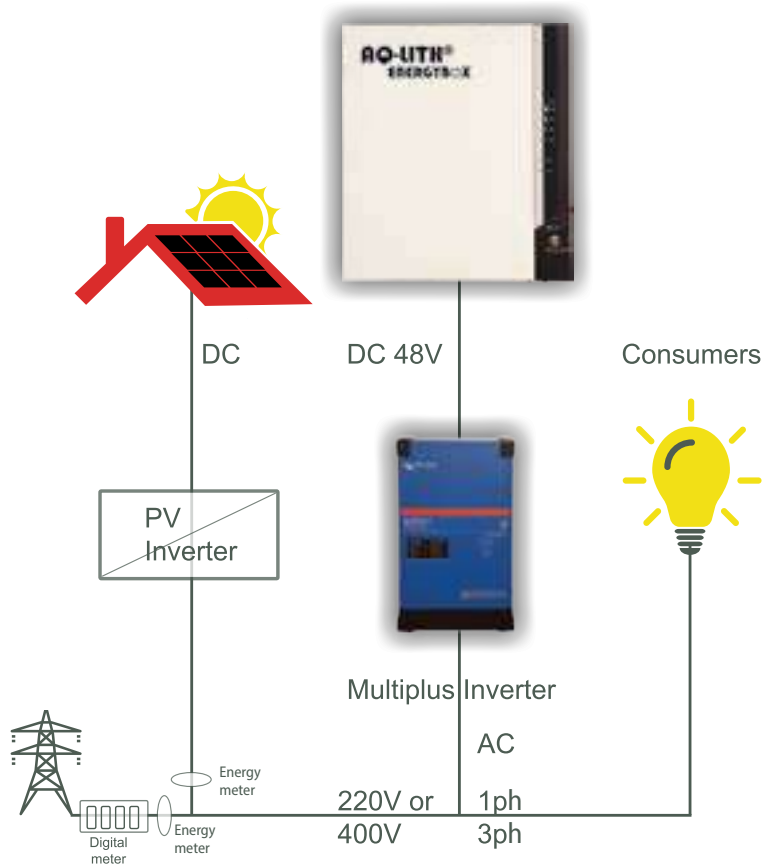 AQ-LITH®
ENERGYBOX
DC
DC 48V
Consumers
PV
Inverter
Multiplus Inverter
AC
Energy
meter
220V or 1ph
400V 3ph
Energy
meter
Digital
meter